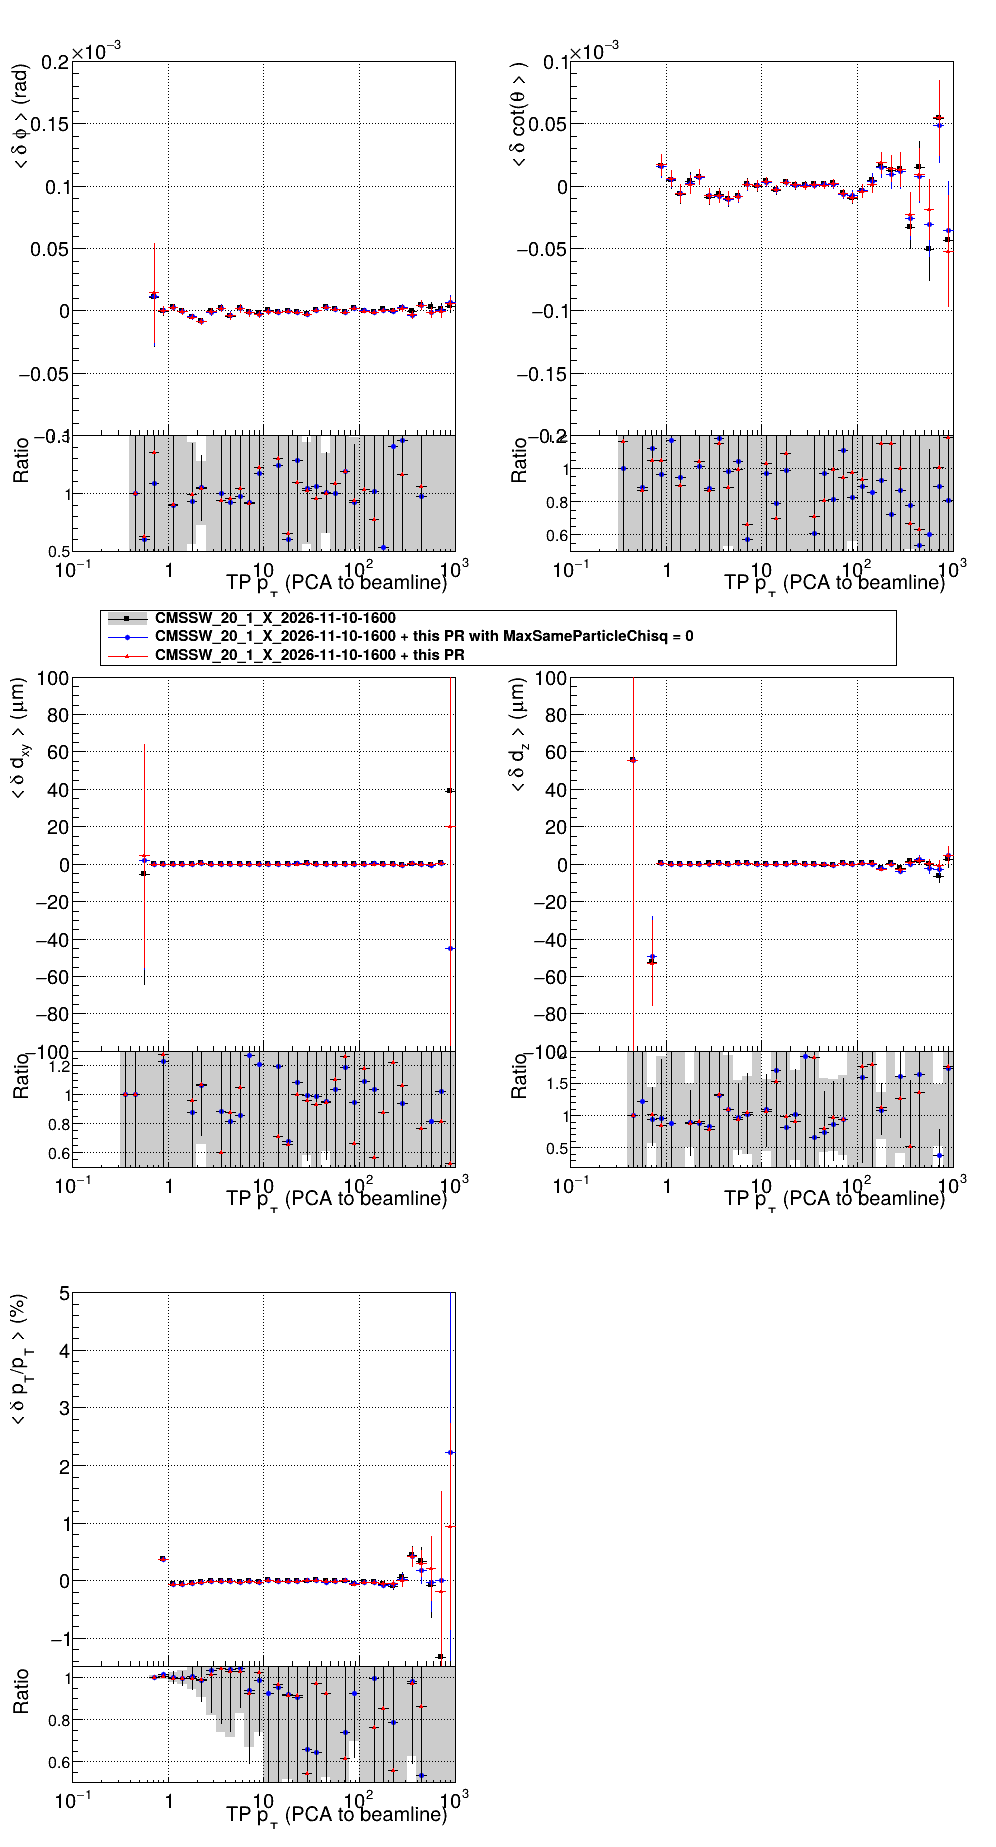 ×10⁻³
0.2
0.15
0.1
0.05
0
−0.05
−0.1
< δ ϕ > (rad)
1.5
1
0.5
Ratio
10⁻¹ 1 10 10² 10³
TP p_T (PCA to beamline)
×10⁻³
0.1
0.05
0
−0.05
−0.1
−0.15
−0.2
< δ cot(θ > )
1.2
1
0.8
0.6
Ratio
10⁻¹ 1 10 10² 10³
TP p_T (PCA to beamline)
CMSSW_20_1_X_2026-11-10-1600
CMSSW_20_1_X_2026-11-10-1600 + this PR with MaxSameParticleChisq = 0
CMSSW_20_1_X_2026-11-10-1600 + this PR
100
80
60
40
20
0
−20
−40
−60
−80
−100
< δ d_xy > (μm)
1.2
1
0.8
0.6
Ratio
10⁻¹ 1 10 10² 10³
TP p_T (PCA to beamline)
100
80
60
40
20
0
−20
−40
−60
−80
−100
< δ d_z > (μm)
1.5
1
0.5
Ratio
10⁻¹ 1 10 10² 10³
TP p_T (PCA to beamline)
5
4
3
2
1
0
−1
< δ p_T/p_T > (%)
1
0.8
0.6
Ratio
10⁻¹ 1 10 10² 10³
TP p_T (PCA to beamline)